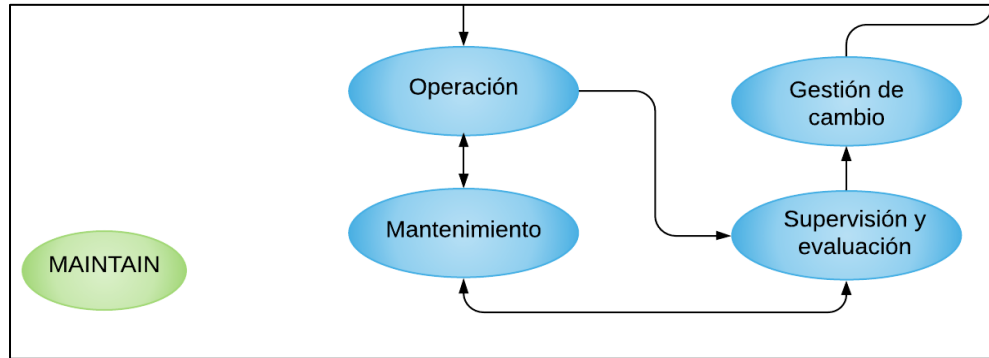 Operación
Gestión de
cambio
Mantenimiento
Supervisión y
evaluación
MAINTAIN